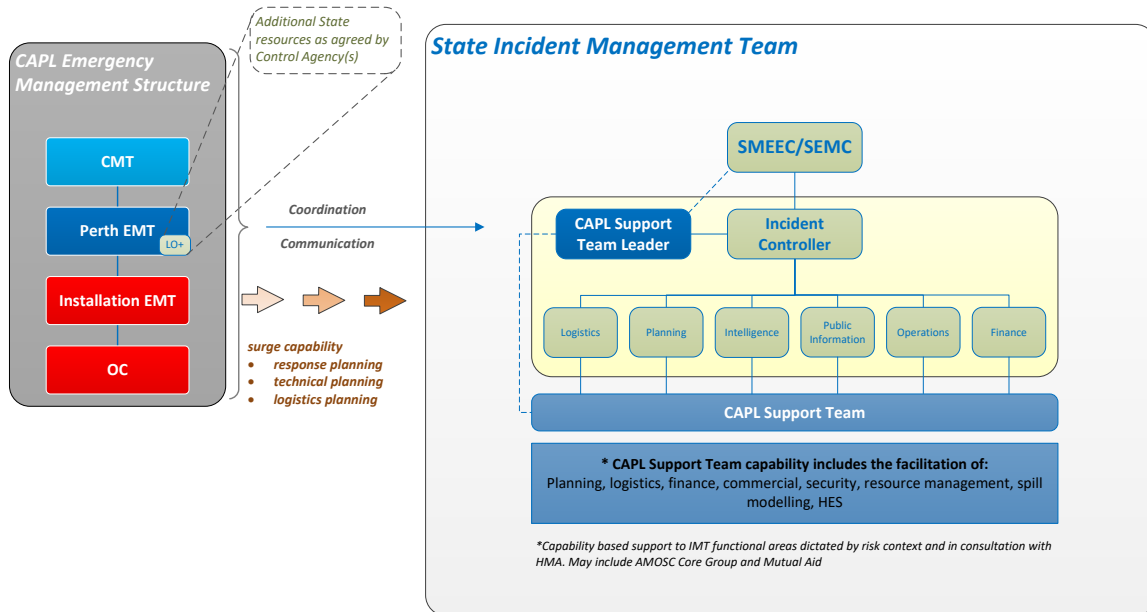 Additional State
resources as agreed by
Control Agency(s)
CAPL Emergency
Management Structure
CMT
Perth EMT
LO+
Installation EMT
OC
Coordination
Communication
surge capability
• response planning
• technical planning
• logistics planning
State Incident Management Team
SMEEC/SEMC
CAPL Support
Team Leader
Incident
Controller
Logistics
Planning
Intelligence
Public
Information
Operations
Finance
CAPL Support Team
* CAPL Support Team capability includes the facilitation of:
Planning, logistics, finance, commercial, security, resource management, spill
modelling, HES
*Capability based support to IMT functional areas dictated by risk context and in consultation with
HMA. May include AMOSC Core Group and Mutual Aid